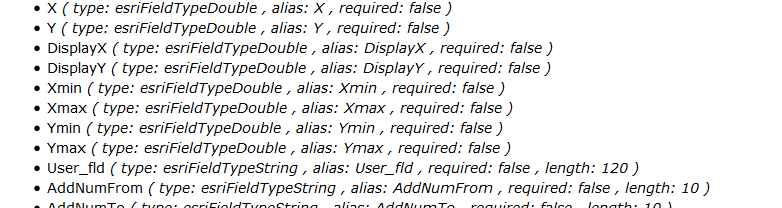 • X ( type: esriFieldTypeDouble , alias: X , required: false )
• Y ( type: esriFieldTypeDouble , alias: Y , required: false )
• DisplayX ( type: esriFieldTypeDouble , alias: DisplayX , required: false )
• DisplayY ( type: esriFieldTypeDouble , alias: DisplayY , required: false )
• Xmin ( type: esriFieldTypeDouble , alias: Xmin , required: false )
• Xmax ( type: esriFieldTypeDouble , alias: Xmax , required: false )
• Ymin ( type: esriFieldTypeDouble , alias: Ymin , required: false )
• Ymax ( type: esriFieldTypeDouble , alias: Ymax , required: false )
• User_fld ( type: esriFieldTypeString , alias: User_fld , required: false , length: 120 )
• AddNumFrom ( type: esriFieldTypeString , alias: AddNumFrom , required: false , length: 10 )
• AddNumTo ( type: esriFieldTypeString , alias: AddNumTo , required: false , length: 10 )